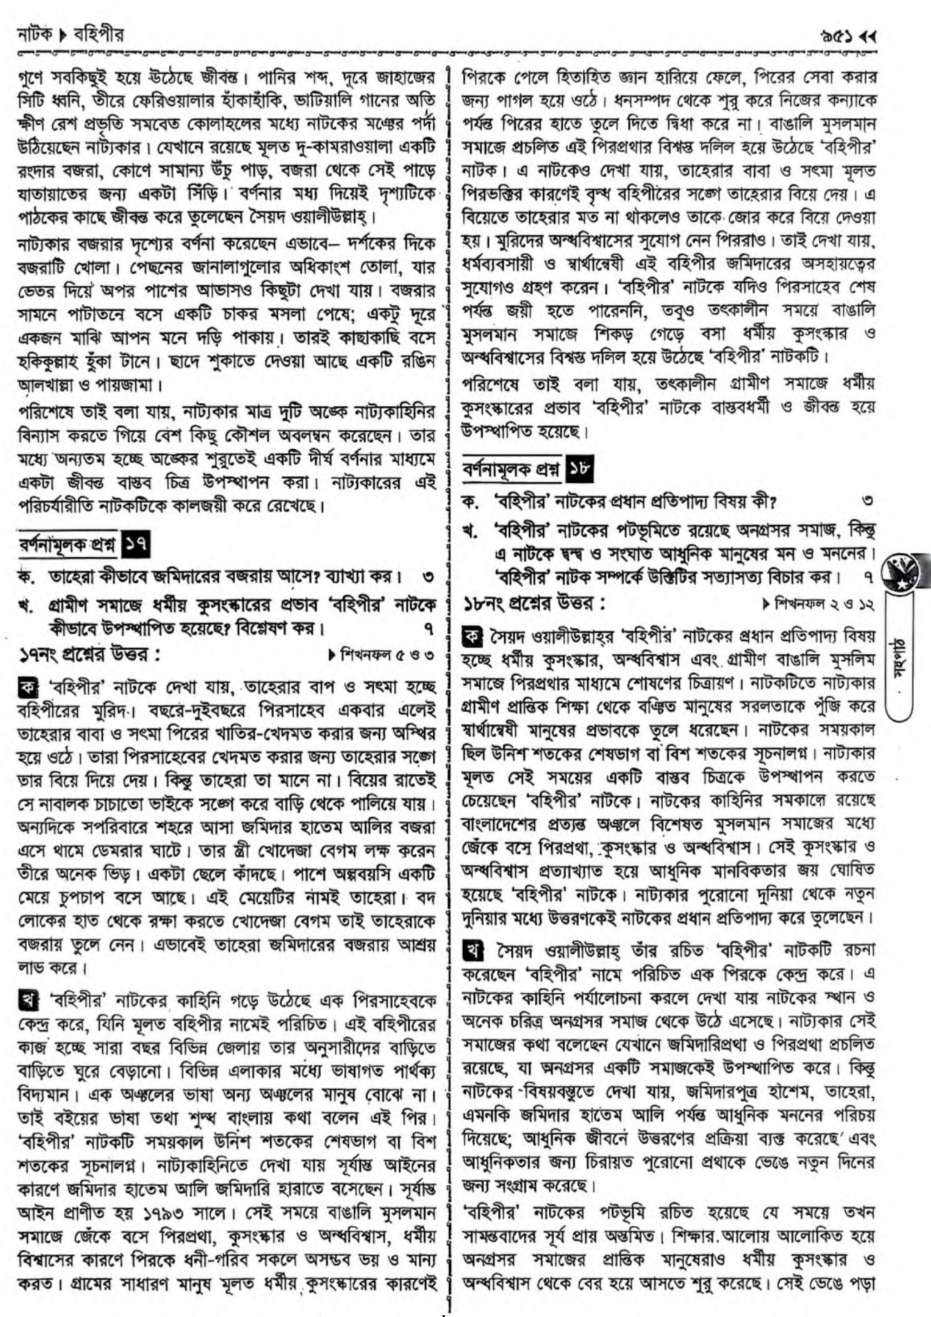 নাটক ▶ বহিপীর
৯৫১ ◀◀
গুণে সবকিছুই হয়ে উঠেছে জীবন্ত। পানির শব্দ, দূরে জাহাজের
সিটি ধ্বনি, তীরে ফেরিওয়ালার হাঁকাহাঁকি, ভাটিয়ালি গানের অতি
ক্ষীণ রেশ প্রভৃতি সমবেত কোলাহলের মধ্যে নাটকের মঞ্চের পর্দা
উঠিয়েছেন নাট্যকার। যেখানে রয়েছে মূলত দু-কামরাওয়ালা একটি
রংদার বজরা, কোণে সামান্য উঁচু পাড়, বজরা থেকে সেই পাড়ে
যাতায়াতের জন্য একটা সিঁড়ি। বর্ণনার মধ্য দিয়েই দৃশ্যটিকে
পাঠকের কাছে জীবন্ত করে তুলেছেন সৈয়দ ওয়ালীউল্লাহ্।
নাট্যকার বজরার দৃশ্যের বর্ণনা করেছেন এভাবে– দর্শকের দিকে
বজরাটি খোলা। পেছনের জানালাগুলোর অধিকাংশ তোলা, যার
ভেতর দিয়ে অপর পাশের আভাসও কিছুটা দেখা যায়। বজরার
সামনে পাটাতনে বসে একটি চাকর মসলা পেষে; একটু দূরে
একজন মাঝি আপন মনে দড়ি পাকায়। তারই কাছাকাছি বসে
হকিকুল্লাহ হুঁকা টানে। ছাদে শুকাতে দেওয়া আছে একটি রঙিন
আলখাল্লা ও পায়জামা।
পরিশেষে তাই বলা যায়, নাট্যকার মাত্র দুটি অঙ্কে নাট্যকাহিনির
বিন্যাস করতে গিয়ে বেশ কিছু কৌশল অবলম্বন করেছেন। তার
মধ্যে অন্যতম হচ্ছে অঙ্কের শুরুতেই একটি দীর্ঘ বর্ণনার মাধ্যমে
একটা জীবন্ত বাস্তব চিত্র উপস্থাপন করা। নাট্যকারের এই
পরিচর্যারীতি নাটকটিকে কালজয়ী করে রেখেছে।
বর্ণনামূলক প্রশ্ন ১৭
ক. তাহেরা কীভাবে জমিদারের বজরায় আসে? ব্যাখ্যা কর। ৩
খ. গ্রামীণ সমাজে ধর্মীয় কুসংস্কারের প্রভাব ‘বহিপীর’ নাটকে
কীভাবে উপস্থাপিত হয়েছে? বিশ্লেষণ কর। ৭
১৭নং প্রশ্নের উত্তর : ▶ শিখনফল ৫ ও ৩
ক ‘বহিপীর’ নাটকে দেখা যায়, তাহেরার বাপ ও সৎমা হচ্ছে
বহিপীরের মুরিদ। বছরে-দুইবছরে পিরসাহেব একবার এলেই
তাহেরার বাবা ও সৎমা পিরের খাতির-খেদমত করার জন্য অস্থির
হয়ে ওঠে। তারা পিরসাহেবের খেদমত করার জন্য তাহেরার সঙ্গে
তার বিয়ে দিয়ে দেয়। কিন্তু তাহেরা তা মানে না। বিয়ের রাতেই
সে নাবালক চাচাতো ভাইকে সঙ্গে করে বাড়ি থেকে পালিয়ে যায়।
অন্যদিকে সপরিবারে শহরে আসা জমিদার হাতেম আলির বজরা
এসে থামে ডেমরার ঘাটে। তার স্ত্রী খোদেজা বেগম লক্ষ করেন
তীরে অনেক ভিড়। একটা ছেলে কাঁদছে। পাশে অল্পবয়সি একটি
মেয়ে চুপচাপ বসে আছে। এই মেয়েটির নামই তাহেরা। বদ
লোকের হাত থেকে রক্ষা করতে খোদেজা বেগম তাই তাহেরাকে
বজরায় তুলে নেন। এভাবেই তাহেরা জমিদারের বজরায় আশ্রয়
লাভ করে।
খ ‘বহিপীর’ নাটকের কাহিনি গড়ে উঠেছে এক পিরসাহেবকে
কেন্দ্র করে, যিনি মূলত বহিপীর নামেই পরিচিত। এই বহিপীরের
কাজ হচ্ছে সারা বছর বিভিন্ন জেলায় তার অনুসারীদের বাড়িতে
বাড়িতে ঘুরে বেড়ানো। বিভিন্ন এলাকার মধ্যে ভাষাগত পার্থক্য
বিদ্যমান। এক অঞ্চলের ভাষা অন্য অঞ্চলের মানুষ বোঝে না।
তাই বইয়ের ভাষা তথা শুদ্ধ বাংলায় কথা বলেন এই পির।
‘বহিপীর’ নাটকটি সময়কাল উনিশ শতকের শেষভাগ বা বিশ
শতকের সূচনালগ্ন। নাট্যকাহিনিতে দেখা যায় সূর্যাস্ত আইনের
কারণে জমিদার হাতেম আলি জমিদারি হারাতে বসেছেন। সূর্যাস্ত
আইন প্রাণীত হয় ১৭৯৩ সালে। সেই সময়ে বাঙালি মুসলমান
সমাজে জেঁকে বসে পিরপ্রথা, কুসংস্কার ও অন্ধবিশ্বাস, ধর্মীয়
বিশ্বাসের কারণে পিরকে ধনী-গরিব সকলে অসম্ভব ভয় ও মান্য
করত। গ্রামের সাধারণ মানুষ মূলত ধর্মীয় কুসংস্কারের কারণেই
পিরকে পেলে হিতাহিত জ্ঞান হারিয়ে ফেলে, পিরের সেবা করার
জন্য পাগল হয়ে ওঠে। ধনসম্পদ থেকে শুরু করে নিজের কন্যাকে
পর্যন্ত পিরের হাতে তুলে দিতে দ্বিধা করে না। বাঙালি মুসলমান
সমাজে প্রচলিত এই পিরপ্রথার বিশ্বস্ত দলিল হয়ে উঠেছে ‘বহিপীর’
নাটক। এ নাটকেও দেখা যায়, তাহেরার বাবা ও সৎমা মূলত
পিরভক্তির কারণেই বৃদ্ধ বহিপীরের সঙ্গে তাহেরার বিয়ে দেয়। এ
বিয়েতে তাহেরার মত না থাকলেও তাকে জোর করে বিয়ে দেওয়া
হয়। মুরিদের অন্ধবিশ্বাসের সুযোগ নেন পিররাও। তাই দেখা যায়,
ধর্মব্যবসায়ী ও স্বার্থান্বেষী এই বহিপীর জমিদারের অসহায়ত্বের
সুযোগও গ্রহণ করেন। ‘বহিপীর’ নাটকে যদিও পিরসাহেব শেষ
পর্যন্ত জয়ী হতে পারেননি, তবুও তৎকালীন সময়ে বাঙালি
মুসলমান সমাজে শিকড় গেড়ে বসা ধর্মীয় কুসংস্কার ও
অন্ধবিশ্বাসের বিশ্বস্ত দলিল হয়ে উঠেছে ‘বহিপীর’ নাটকটি।
পরিশেষে তাই বলা যায়, তৎকালীন গ্রামীণ সমাজে ধর্মীয়
কুসংস্কারের প্রভাব ‘বহিপীর’ নাটকে বাস্তবধর্মী ও জীবন্ত হয়ে
উপস্থাপিত হয়েছে।
বর্ণনামূলক প্রশ্ন ১৮
ক. ‘বহিপীর’ নাটকের প্রধান প্রতিপাদ্য বিষয় কী? ৩
খ. ‘বহিপীর’ নাটকের পটভূমিতে রয়েছে অনগ্রসর সমাজ, কিন্তু
এ নাটকে দ্বন্দ্ব ও সংঘাত আধুনিক মানুষের মন ও মননের।
‘বহিপীর’ নাটক সম্পর্কে উক্তিটির সত্যাসত্য বিচার কর। ৭
১৮নং প্রশ্নের উত্তর : ▶ শিখনফল ২ ও ১২
ক সৈয়দ ওয়ালীউল্লাহ্‌র ‘বহিপীর’ নাটকের প্রধান প্রতিপাদ্য বিষয়
হচ্ছে ধর্মীয় কুসংস্কার, অন্ধবিশ্বাস এবং গ্রামীণ বাঙালি মুসলিম
সমাজে পিরপ্রথার মাধ্যমে শোষণের চিত্রায়ণ। নাটকটিতে নাট্যকার
গ্রামীণ প্রান্তিক শিক্ষা থেকে বঞ্চিত মানুষের সরলতাকে পুঁজি করে
স্বার্থান্বেষী মানুষের প্রভাবকে তুলে ধরেছেন। নাটকের সময়কাল
ছিল উনিশ শতকের শেষভাগ বা বিশ শতকের সূচনালগ্ন। নাট্যকার
মূলত সেই সময়ের একটি বাস্তব চিত্রকে উপস্থাপন করতে
চেয়েছেন ‘বহিপীর’ নাটকে। নাটকের কাহিনির সমকালে রয়েছে
বাংলাদেশের প্রত্যন্ত অঞ্চলে বিশেষত মুসলমান সমাজের মধ্যে
জেঁকে বসে পিরপ্রথা, কুসংস্কার ও অন্ধবিশ্বাস। সেই কুসংস্কার ও
অন্ধবিশ্বাস প্রত্যাখ্যাত হয়ে আধুনিক মানবিকতার জয় ঘোষিত
হয়েছে ‘বহিপীর’ নাটকে। নাট্যকার পুরোনো দুনিয়া থেকে নতুন
দুনিয়ার মধ্যে উত্তরণকেই নাটকের প্রধান প্রতিপাদ্য করে তুলেছেন।
খ সৈয়দ ওয়ালীউল্লাহ্ তাঁর রচিত ‘বহিপীর’ নাটকটি রচনা
করেছেন ‘বহিপীর’ নামে পরিচিত এক পিরকে কেন্দ্র করে। এ
নাটকের কাহিনি পর্যালোচনা করলে দেখা যায় নাটকের স্থান ও
অনেক চরিত্র অনগ্রসর সমাজ থেকে উঠে এসেছে। নাট্যকার সেই
সমাজের কথা বলেছেন যেখানে জমিদারিপ্রথা ও পিরপ্রথা প্রচলিত
রয়েছে, যা অনগ্রসর একটি সমাজকেই উপস্থাপিত করে। কিন্তু
নাটকের বিষয়বস্তুতে দেখা যায়, জমিদারপুত্র হাশেম, তাহেরা,
এমনকি জমিদার হাতেম আলি পর্যন্ত আধুনিক মননের পরিচয়
দিয়েছে; আধুনিক জীবনে উত্তরণের প্রক্রিয়া ব্যক্ত করেছে এবং
আধুনিকতার জন্য চিরায়ত পুরোনো প্রথাকে ভেঙে নতুন দিনের
জন্য সংগ্রাম করেছে।
‘বহিপীর’ নাটকের পটভূমি রচিত হয়েছে যে সময়ে তখন
সামন্তবাদের সূর্য প্রায় অস্তমিত। শিক্ষার আলোয় আলোকিত হয়ে
অনগ্রসর সমাজের প্রান্তিক মানুষেরাও ধর্মীয় কুসংস্কার ও
অন্ধবিশ্বাস থেকে বের হয়ে আসতে শুরু করেছে। সেই ভেঙে পড়া
সহপাঠ